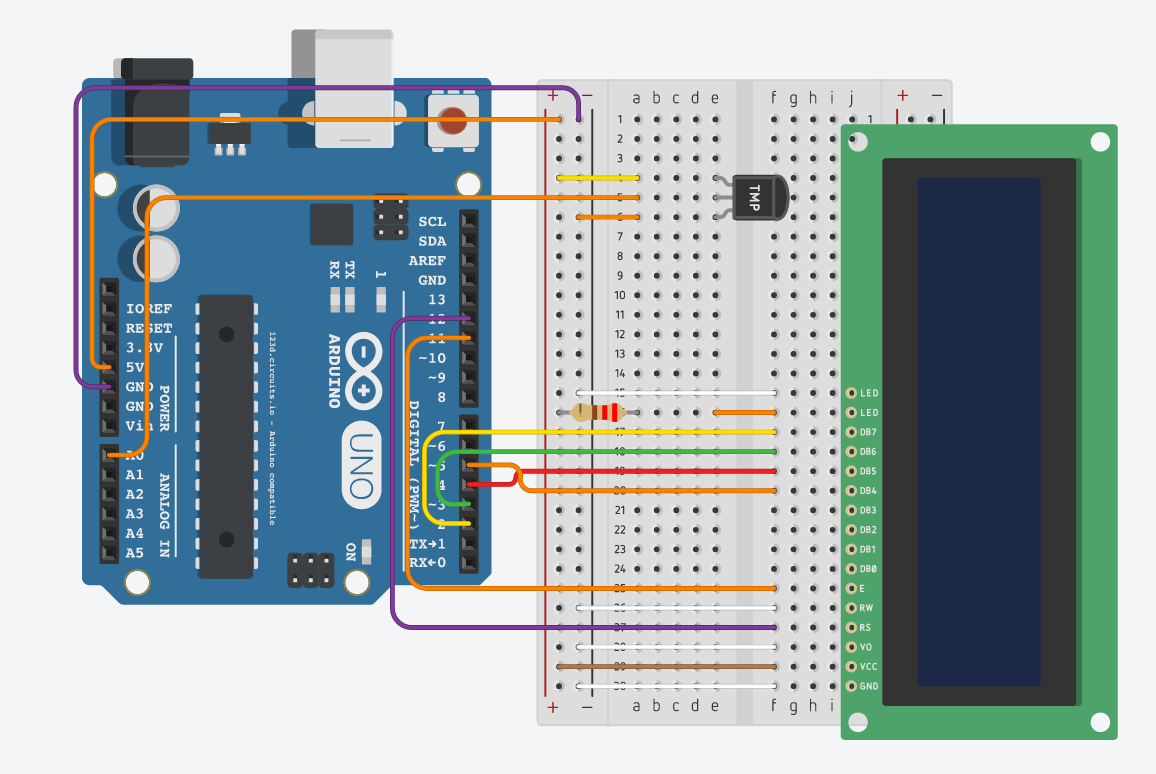 SCL
SDA
AREF
GND
13
12
11
~10
~9
8
7
~6
~5
~3
2
TX→1
RX←0
RX
TX
1
IOREF
RESET
3.3V
5V
GND
GND
Vin
POWER
A0
A1
A2
A3
A4
A5
ANALOG IN
123d.circuits.io - Arduino compatible
ARDUINO
UNO
DIGITAL (PWM~)
ON
+ −
a b c d e
f g h i j
+ −
1 1
2
3
4
5
6
7
8
9
10
11
12
13
14
15
17
18
19
20
21
22
23
24
25
26
27
28
29
30
+ −
a b c d e
f g h i
TMP
LED
LED
DB7
DB6
DB5
DB4
DB3
DB2
DB1
DB0
E
RW
RS
VO
VCC
GND